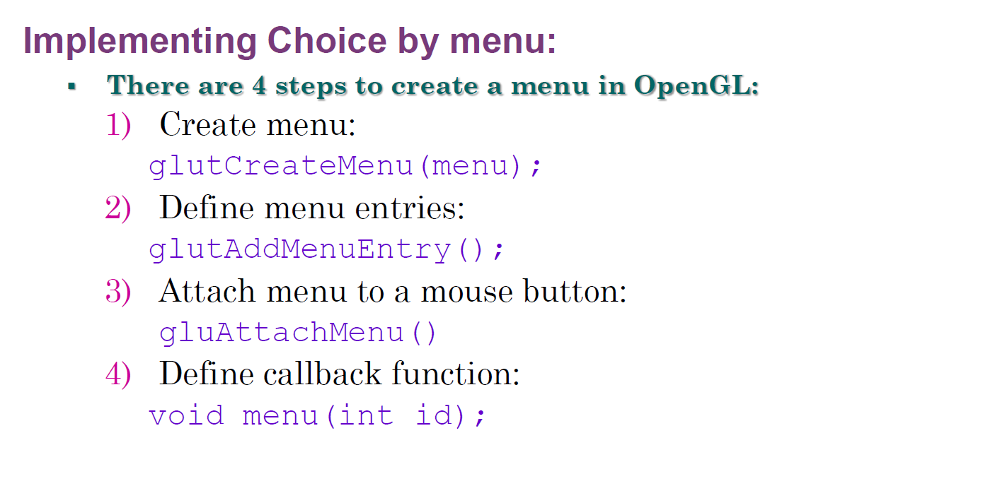 Implementing Choice by menu:
▪ There are 4 steps to create a menu in OpenGL:
1) Create menu:
glutCreateMenu(menu);
2) Define menu entries:
glutAddMenuEntry();
3) Attach menu to a mouse button:
gluAttachMenu()
4) Define callback function:
void menu(int id);